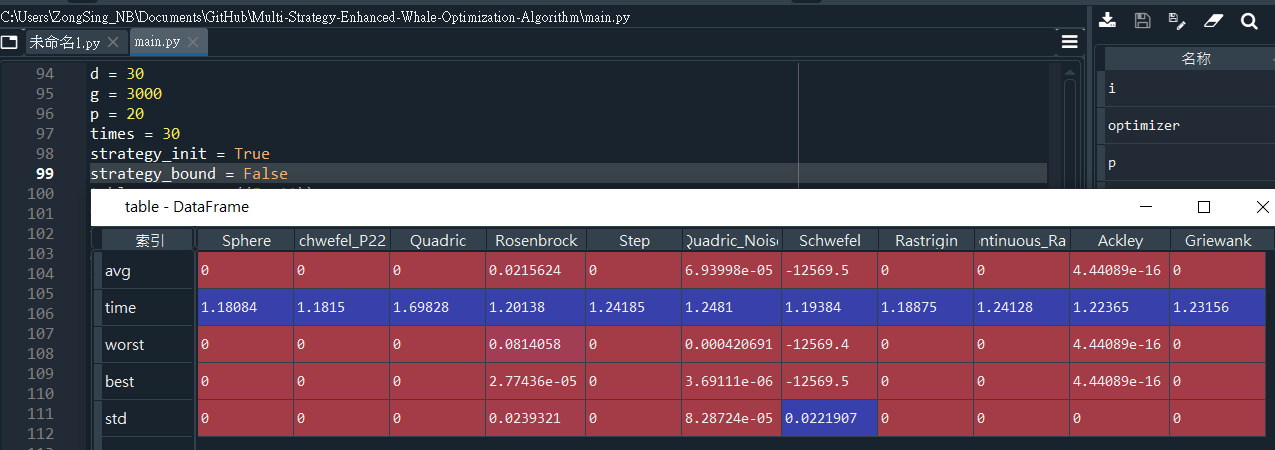 C:\Users\ZongSing_NB\Documents\GitHub\Multi-Strategy-Enhanced-Whale-Optimization-Algorithm\main.py
未命名1.py main.py
名称
94 d = 30
95 g = 3000
96 p = 20
97 times = 30
98 strategy_init = True
99 strategy_bound = False
100
101
102
103
104
105
106
107
108
109
110
111
112
i
optimizer
p
table - DataFrame
索引 Sphere chwefel_P22 Quadric Rosenbrock Step Quadric_Noise Schwefel Rastrigin ntinuous_Ra Ackley Griewank
avg 0 0 0 0.0215624 0 6.93998e-05 -12569.5 0 0 4.44089e-16 0
time 1.18084 1.1815 1.69828 1.20138 1.24185 1.2481 1.19384 1.18875 1.24128 1.22365 1.23156
worst 0 0 0 0.0814058 0 0.000420691 -12569.4 0 0 4.44089e-16 0
best 0 0 0 2.77436e-05 0 3.69111e-06 -12569.5 0 0 4.44089e-16 0
std 0 0 0 0.0239321 0 8.28724e-05 0.0221907 0 0 0 0